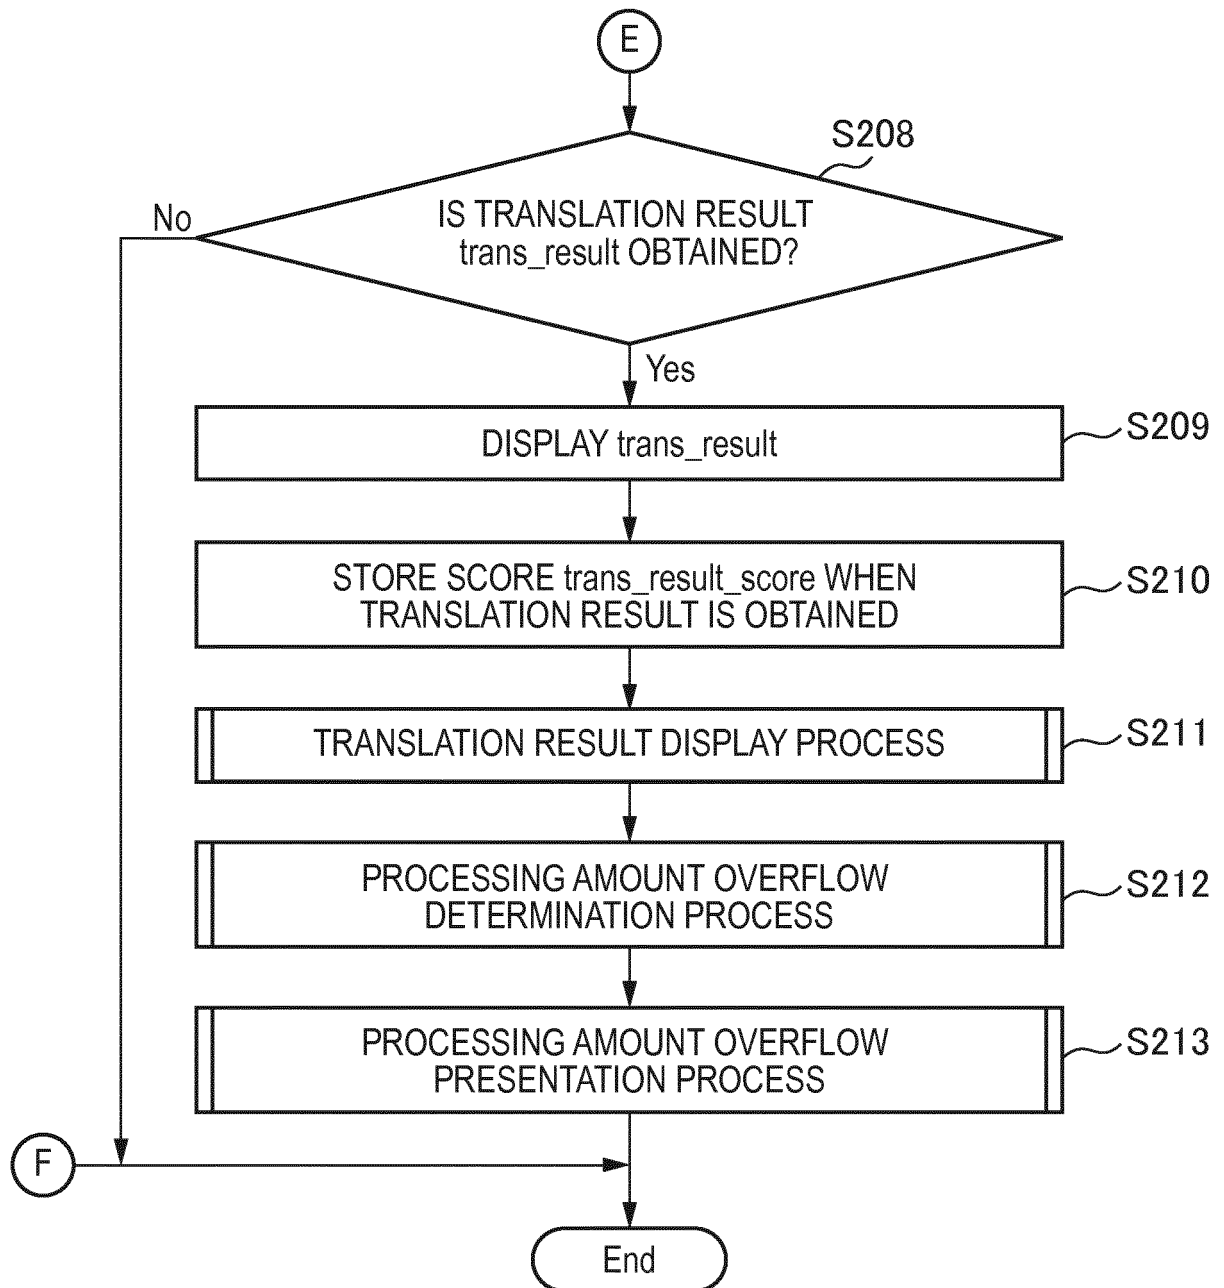 E
S208
IS TRANSLATION RESULT
trans_result OBTAINED?
No
Yes
DISPLAY trans_result
S209
STORE SCORE trans_result_score WHEN
TRANSLATION RESULT IS OBTAINED
S210
TRANSLATION RESULT DISPLAY PROCESS
S211
PROCESSING AMOUNT OVERFLOW
DETERMINATION PROCESS
S212
PROCESSING AMOUNT OVERFLOW
PRESENTATION PROCESS
S213
F
End